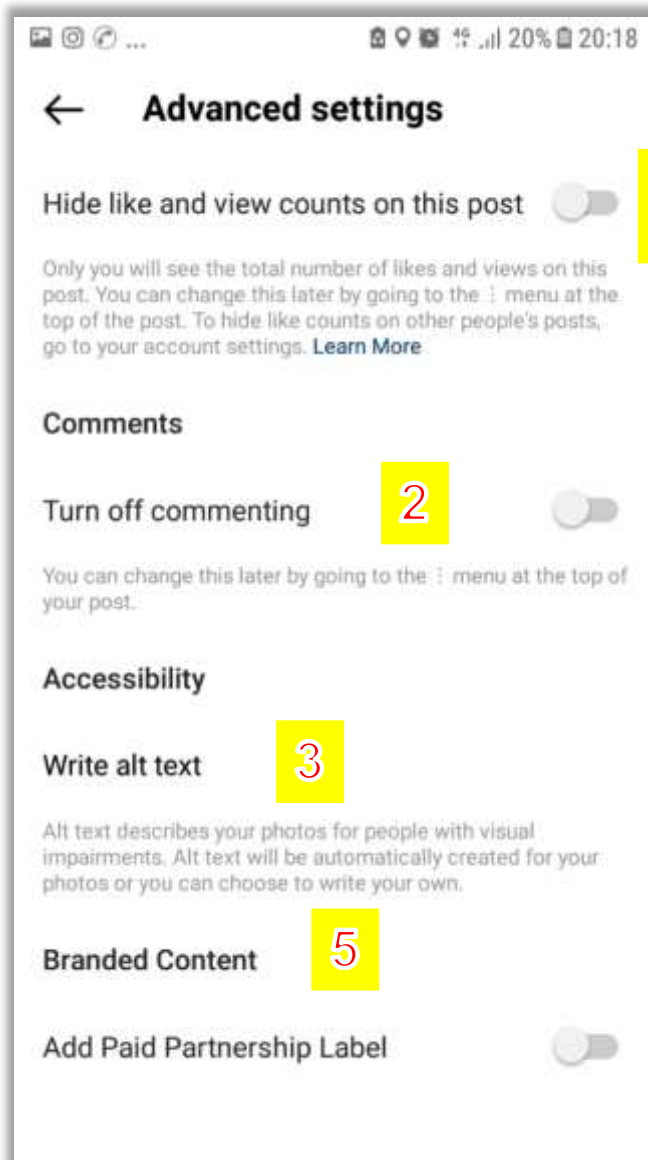 ... 4G 20% 20:18
Advanced settings
Hide like and view counts on this post
Only you will see the total number of likes and views on this
post. You can change this later by going to the ⋮ menu at the
top of the post. To hide like counts on other people's posts,
go to your account settings. Learn More
Comments
Turn off commenting 2
You can change this later by going to the ⋮ menu at the top of
your post.
Accessibility
Write alt text 3
Alt text describes your photos for people with visual
impairments. Alt text will be automatically created for your
photos or you can choose to write your own.
Branded Content 5
Add Paid Partnership Label